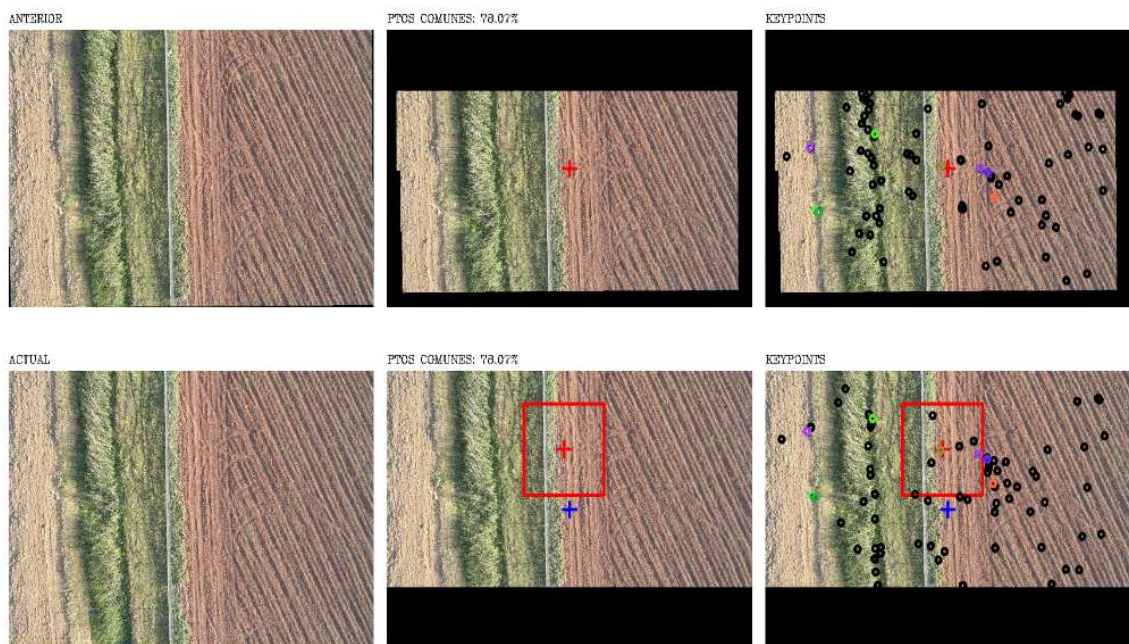 ANTERIOR
PTOS COMUNES: 78.07%
KEYPOINTS
ACTUAL
PTOS COMUNES: 78.07%
KEYPOINTS